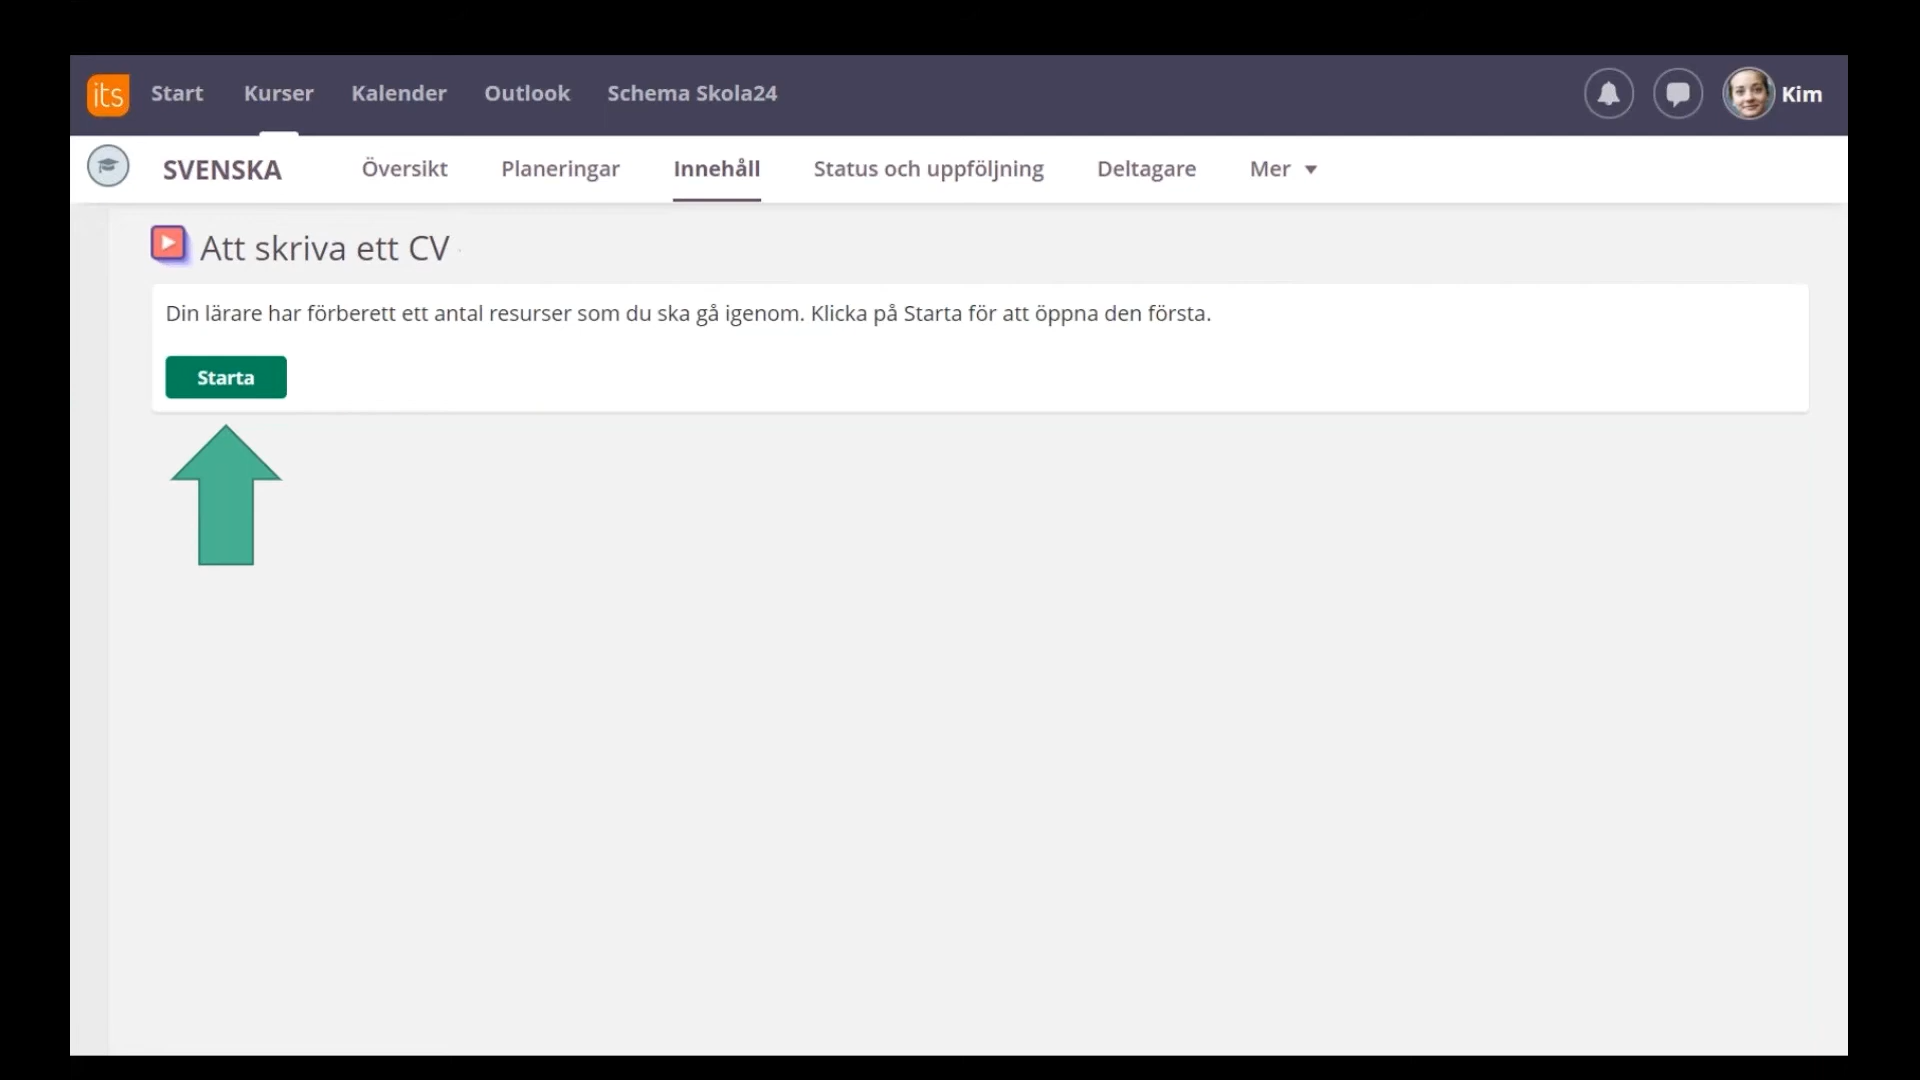 its Start Kurser Kalender Outlook Schema Skola24 Kim
SVENSKA Översikt Planeringar Innehåll Status och uppföljning Deltagare Mer
Att skriva ett CV
Din lärare har förberett ett antal resurser som du ska gå igenom. Klicka på Starta för att öppna den första.
Starta